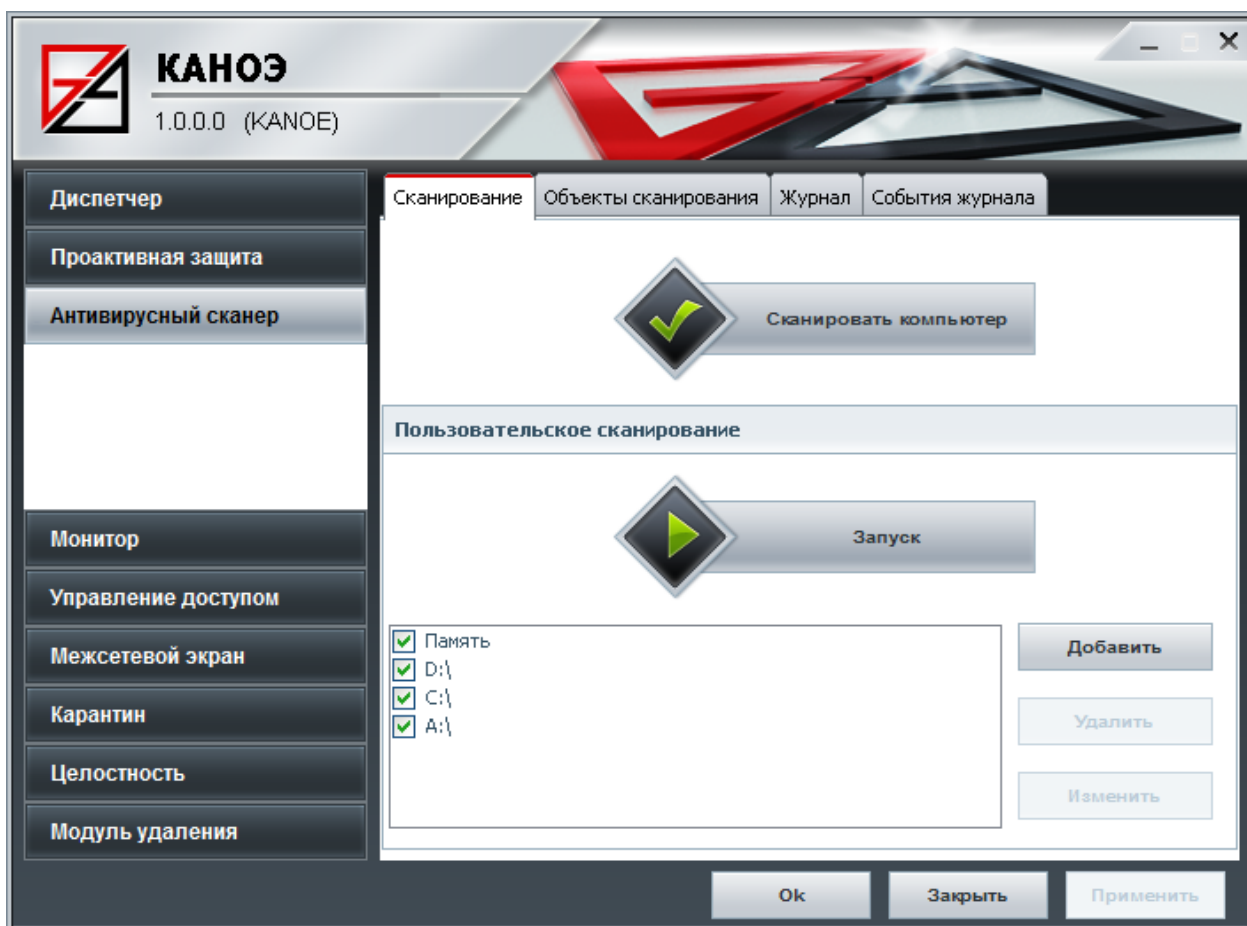 КАНОЭ
1.0.0.0 (KANOE)
Диспетчер
Проактивная защита
Антивирусный сканер
Монитор
Управление доступом
Межсетевой экран
Карантин
Целостность
Модуль удаления
Сканирование Объекты сканирования Журнал События журнала
Сканировать компьютер
Пользовательское сканирование
Запуск
Память
D:\
C:\
A:\
Добавить
Удалить
Изменить
Ok Закрыть Применить